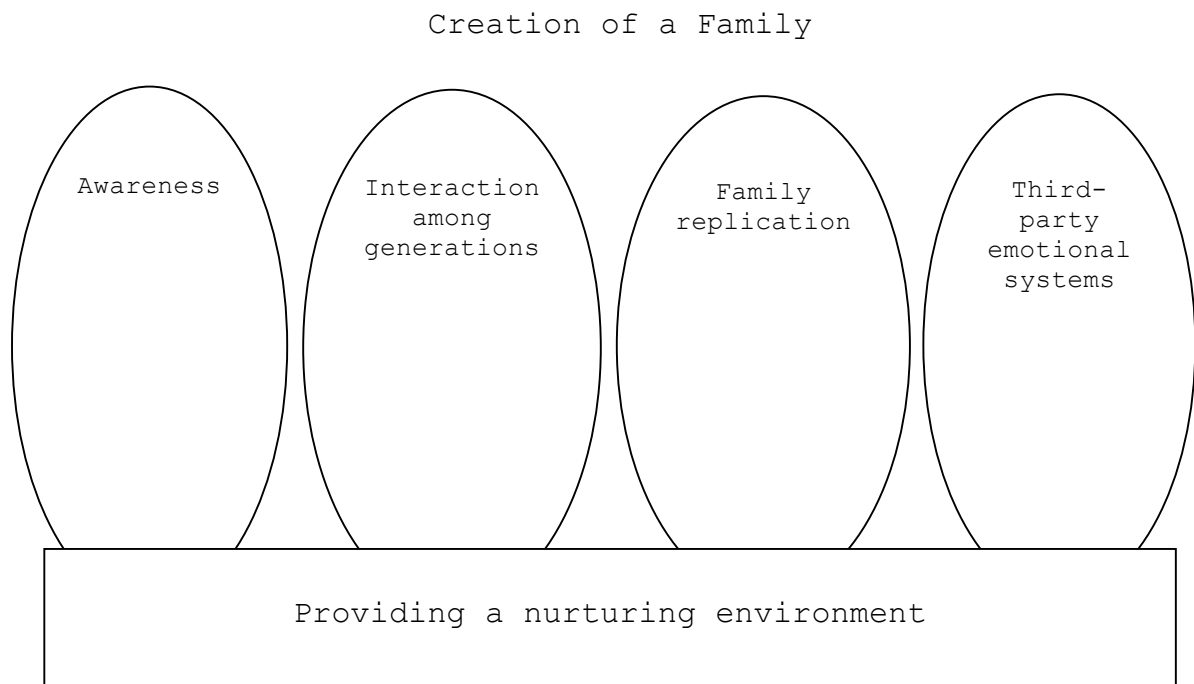 Creation of a Family
Awareness
Interaction
among
generations
Family
replication
Third-
party
emotional
systems
Providing a nurturing environment